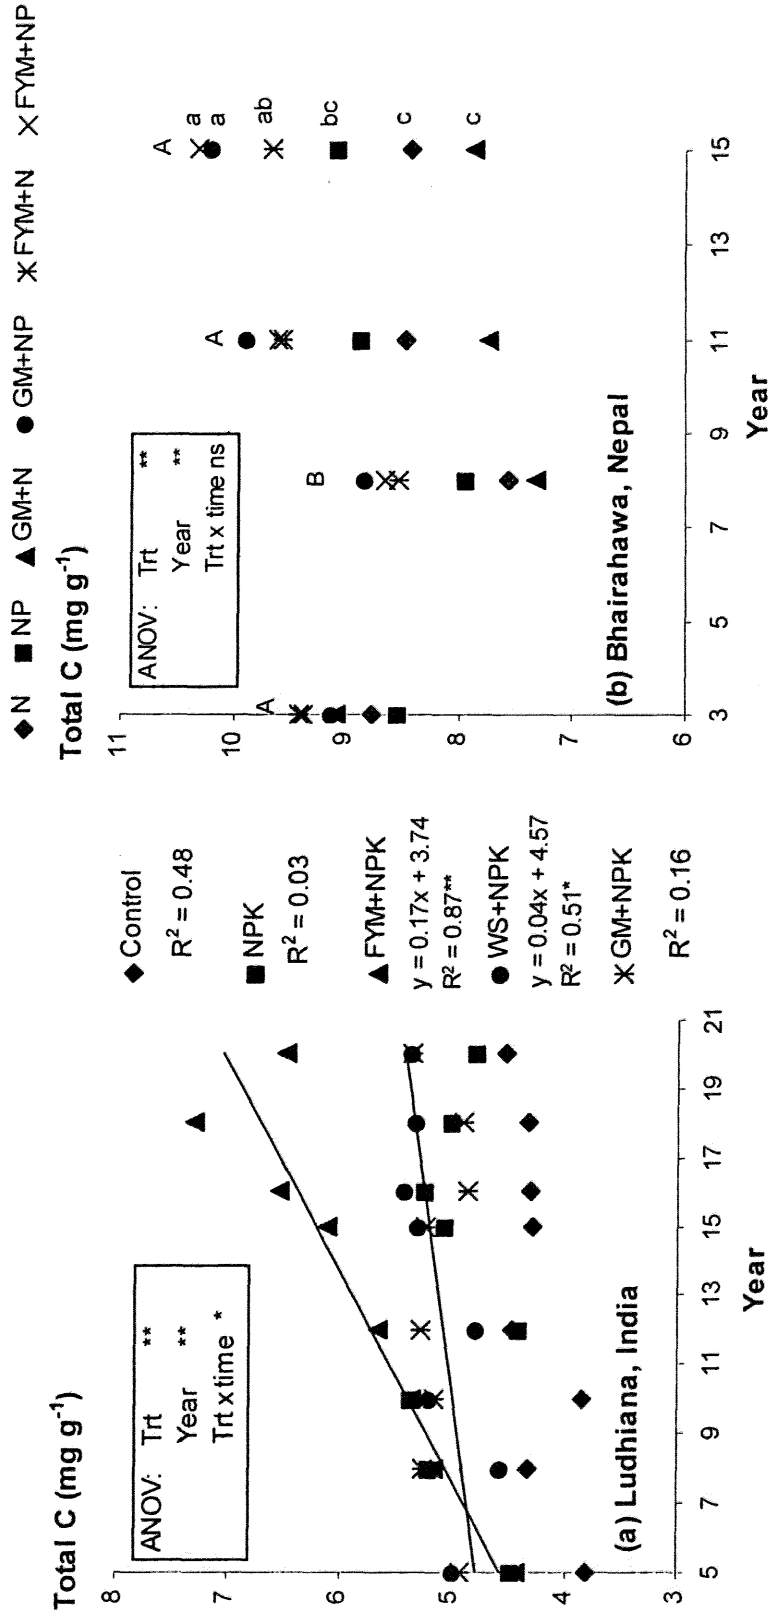 Total C (mg g-1)
8
7
6
5
4
3
ANOV: Trt **
Year **
Trt x time *
5
7
9
11
13
15
17
19
21
(a) Ludhiana, India
Year
Control
R2 = 0.48
NPK
R2 = 0.03
FYM+NPK
y = 0.17x + 3.74
R2 = 0.87**
WS+NPK
y = 0.04x + 4.57
R2 = 0.51*
GM+NPK
R2 = 0.16
N NP GM+N GM+NP FYM+N FYM+NP
Total C (mg g-1)
11
10
9
8
7
6
ANOV: Trt **
Year **
Trt x time ns
A
B
A
A
a
a
ab
bc
c
c
3
5
7
9
11
13
15
(b) Bhairahawa, Nepal
Year